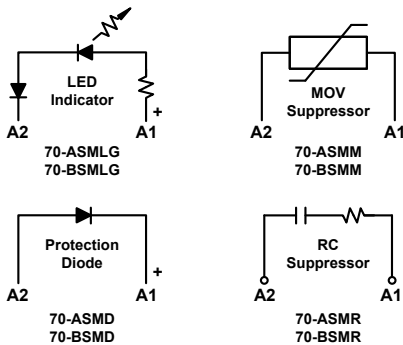 LED
Indicator
A2 A1 +
70-ASMLG
70-BSMLG
MOV
Suppressor
A2 A1
70-ASMM
70-BSMM
Protection
Diode
A2 A1 +
70-ASMD
70-BSMD
RC
Suppressor
A2 A1
70-ASMR
70-BSMR